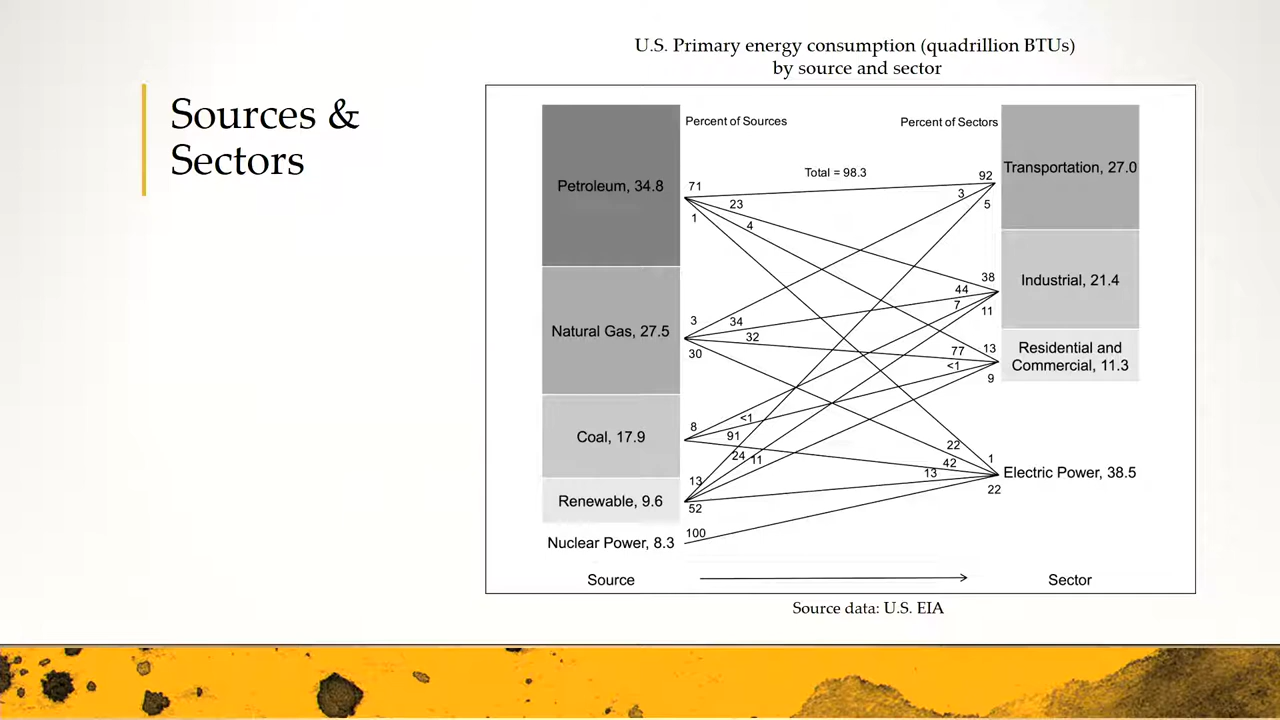 Sources &
Sectors
U.S. Primary energy consumption (quadrillion BTUs)
by source and sector
Percent of Sources
Percent of Sectors
Total = 98.3
Petroleum, 34.8
Natural Gas, 27.5
Coal, 17.9
Renewable, 9.6
Nuclear Power, 8.3
71
23
4
1
3
34
32
30
8
<1
91
13
24
11
52
100
92
3
5
38
44
7
11
13
77
<1
9
1
22
42
13
22
Transportation, 27.0
Industrial, 21.4
Residential and
Commercial, 11.3
Electric Power, 38.5
Source
Sector
Source data: U.S. EIA